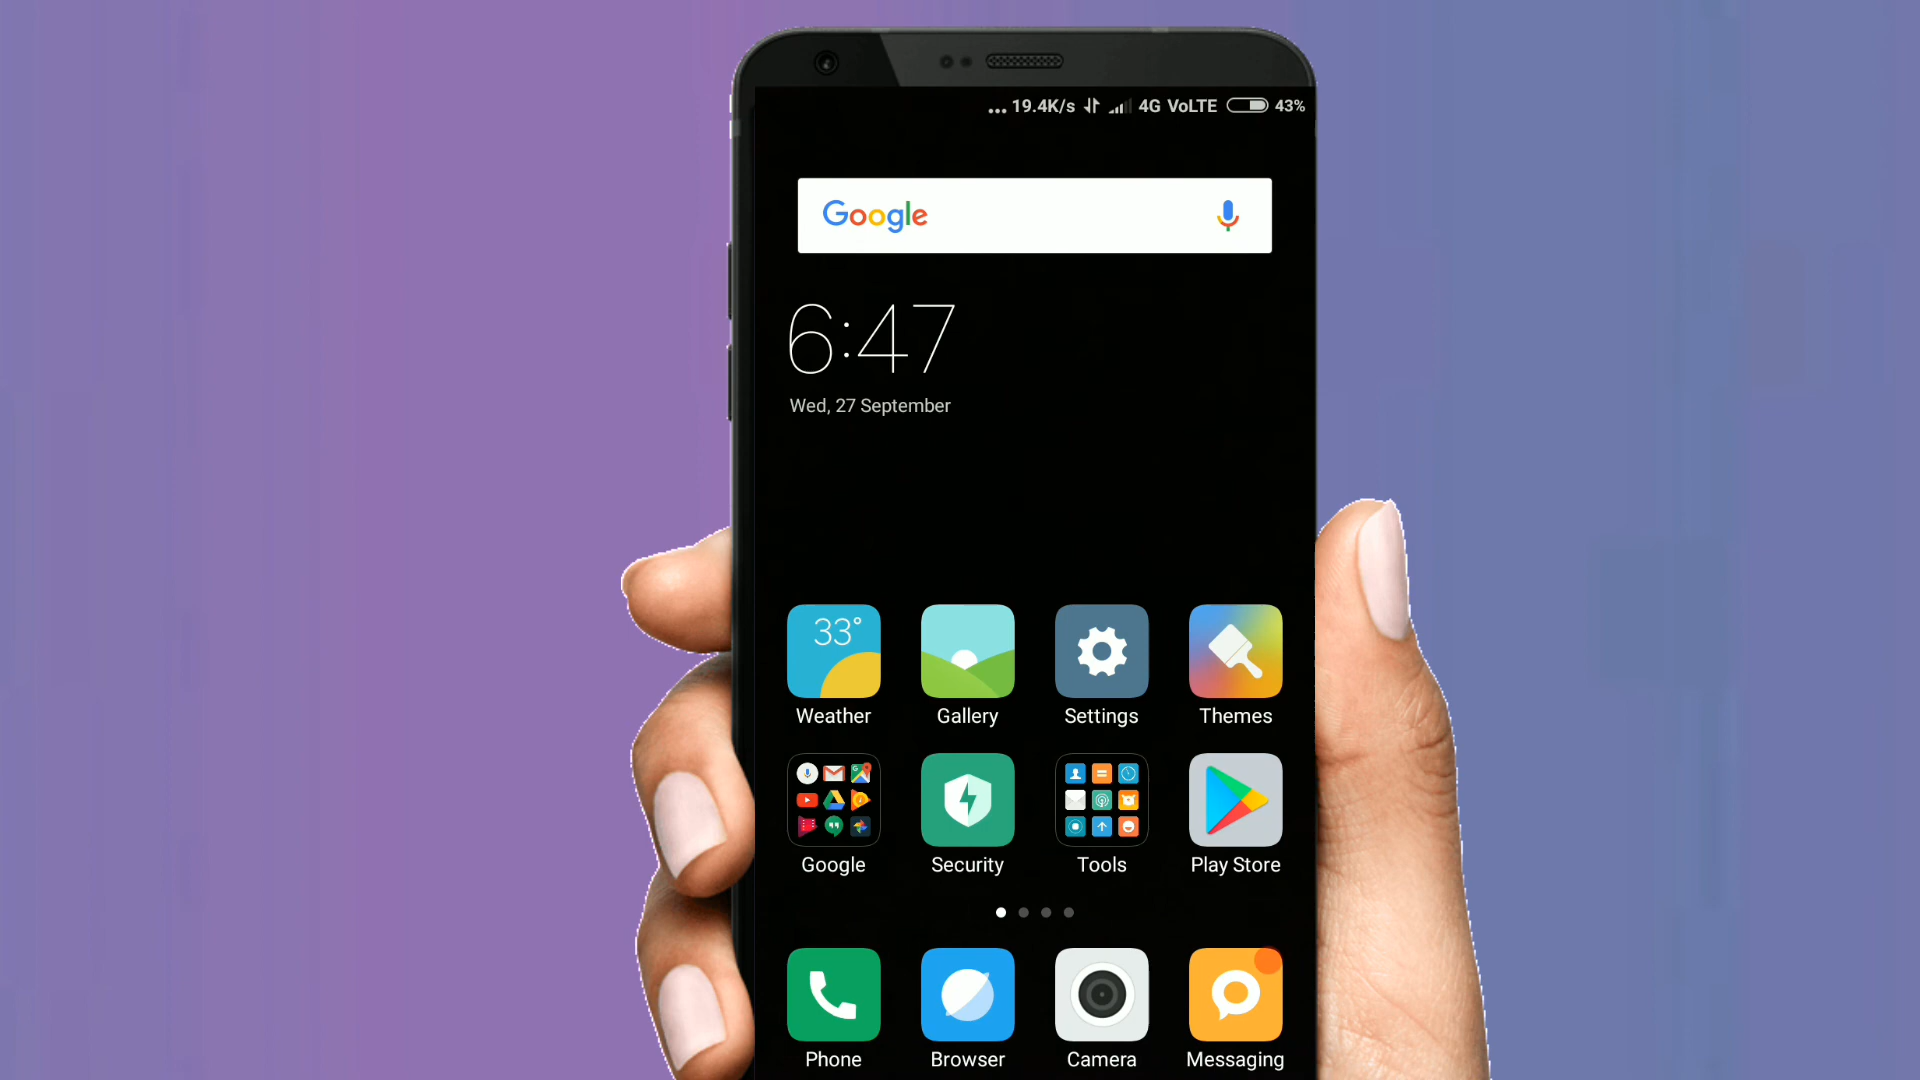 ... 19.4K/s 4G VoLTE 43%
Google
6:47
Wed, 27 September
33°
Weather Gallery Settings Themes
Google Security Tools Play Store
Phone Browser Camera Messaging